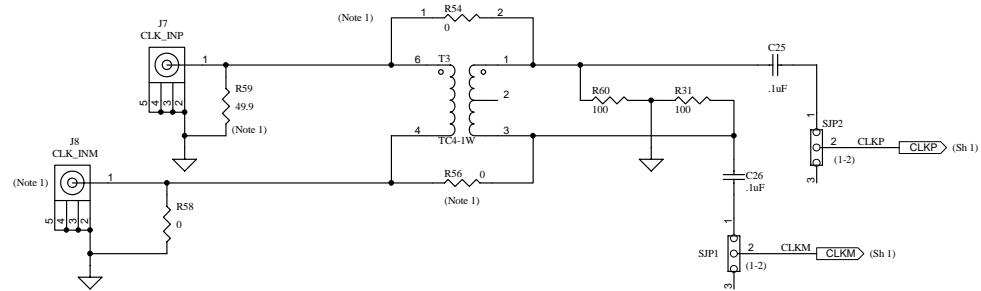 (Note 1)
1
R54
2
0
J7
CLK_INP
1
5
4
3
2
R59
49.9
(Note 1)
6
T3
1
2
4
3
TC4-1W
R60
100
R31
100
C25
.1uF
1
SJP2
2
CLKP
CLKP
(Sh 1)
(1-2)
3
J8
CLK_INM
(Note 1)
1
5
4
3
2
R58
0
R56
0
(Note 1)
C26
.1uF
1
SJP1
2
CLKM
CLKM
(Sh 1)
(1-2)
3